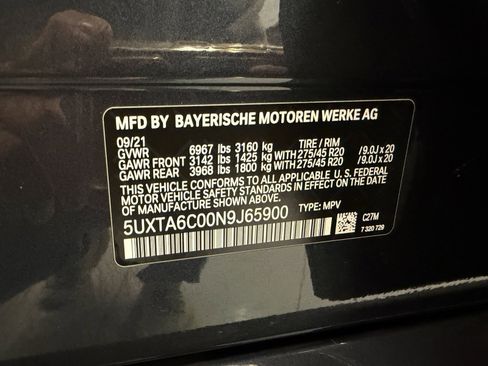 MFD BY BAYERISCHE MOTOREN WERKE AG
09/21
GVWR 6967 lbs 3160 kg TIRE / RIM
GAWR FRONT 3142 lbs 1425 kg WITH 275/45 R20 / 9.0J x 20
GAWR REAR 3968 lbs 1800 kg WITH 275/45 R20 / 9.0J x 20
THIS VEHICLE CONFORMS TO ALL APPLICABLE U. S. FEDERAL
MOTOR VEHICLE SAFETY STANDARDS IN EFFECT ON THE DATE
OF MANUFACTURE SHOWN ABOVE.
5UXTA6C00N9J65900 TYPE: MPV
C27M
7 320 729